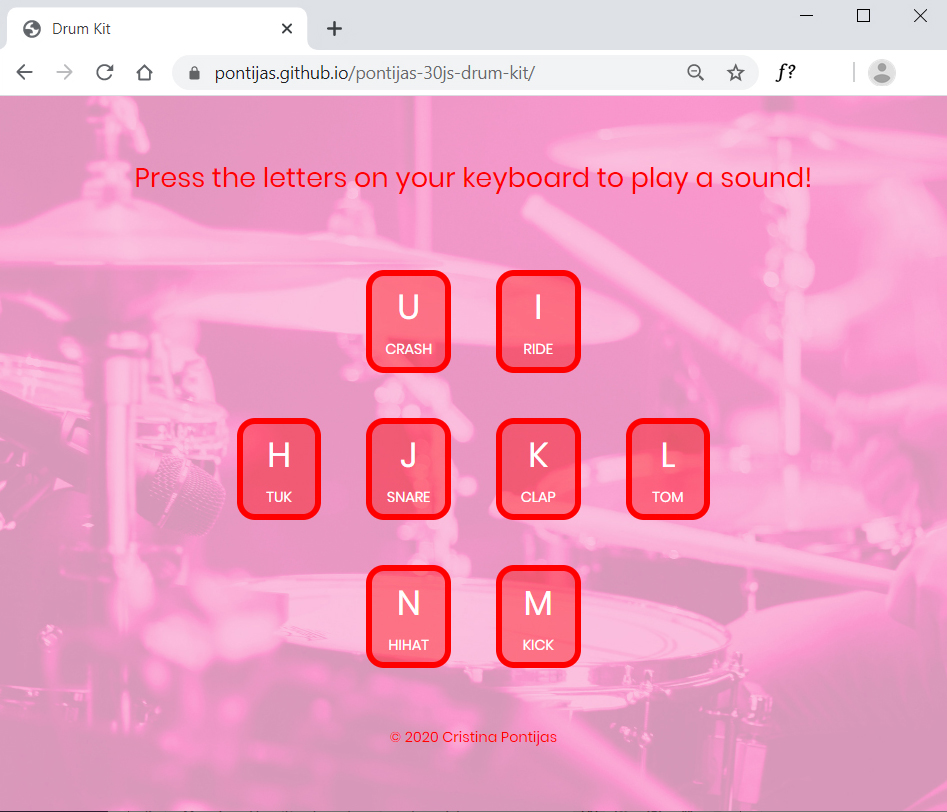 Drum Kit
pontijas.github.io/pontijas-30js-drum-kit/
f?
Press the letters on your keyboard to play a sound!
U I
CRASH RIDE
H J K L
TUK SNARE CLAP TOM
N M
HIHAT KICK
© 2020 Cristina Pontijas